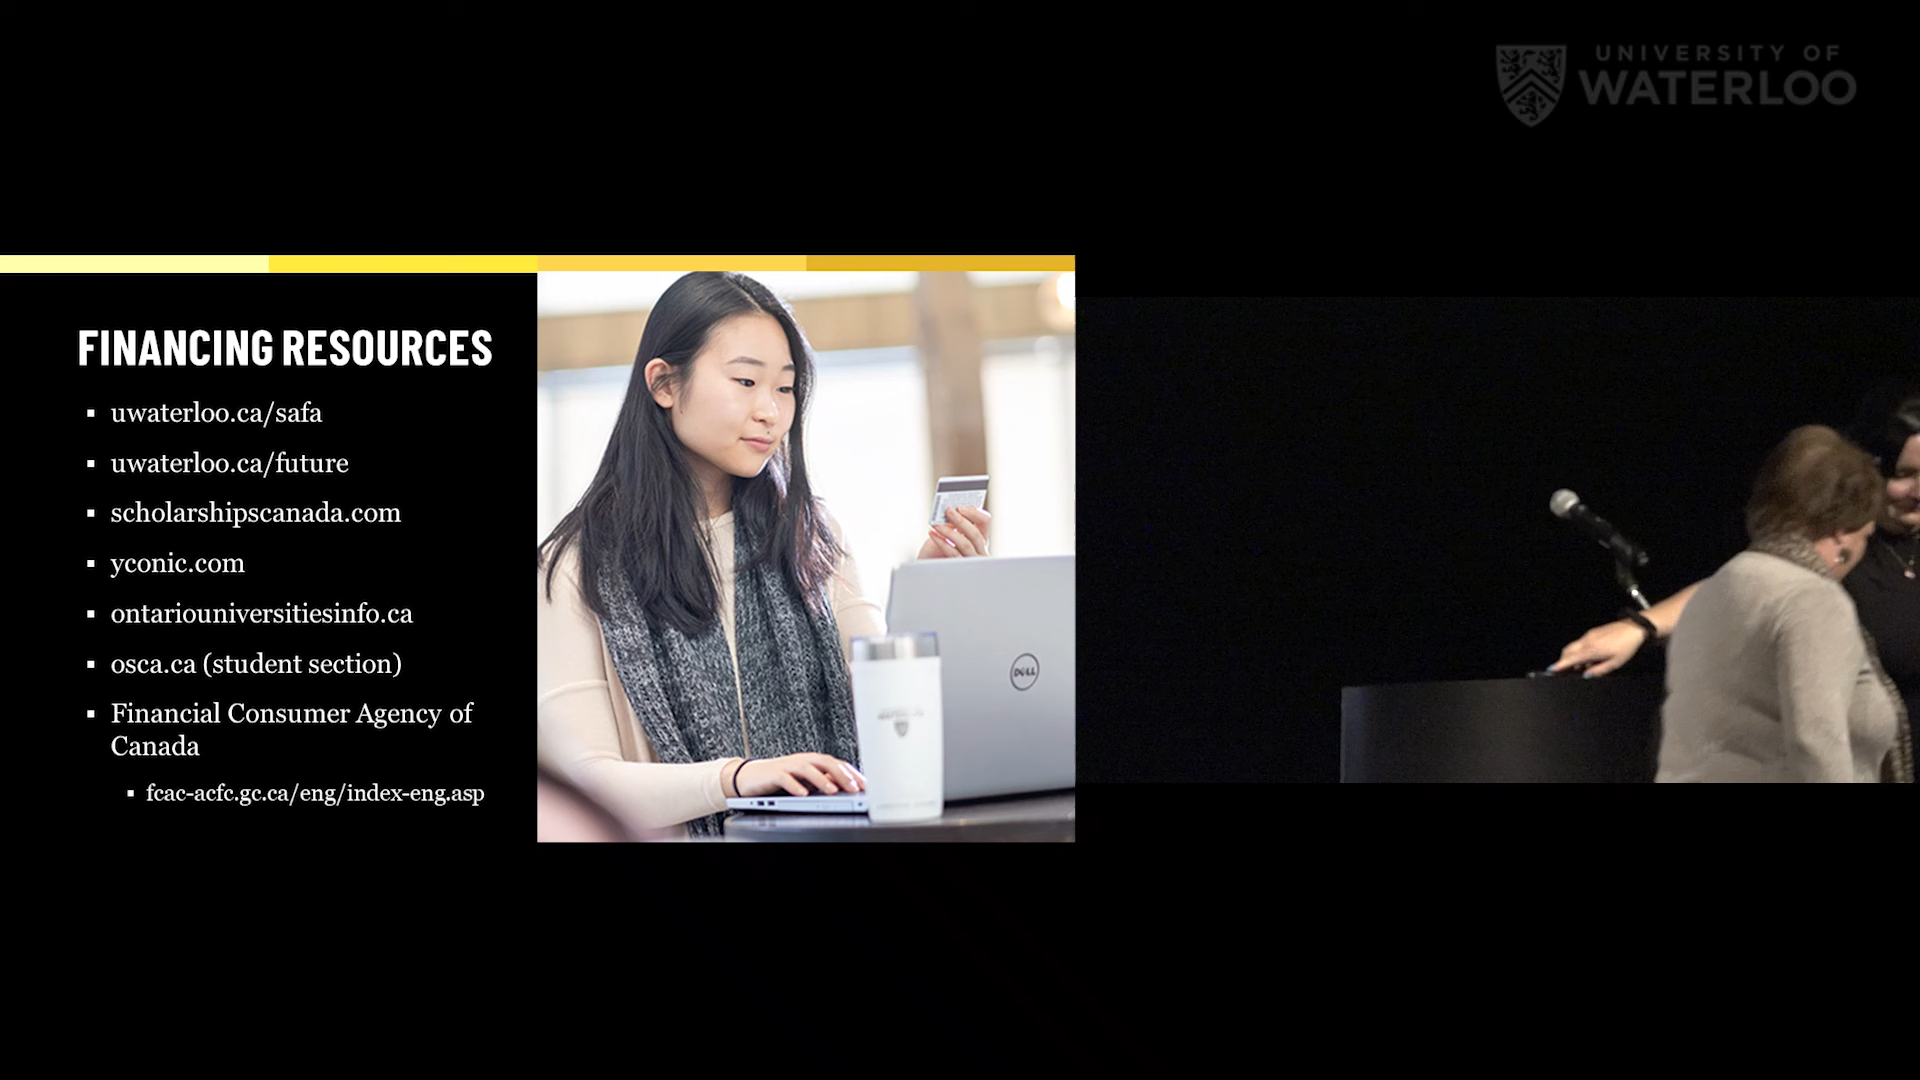 UNIVERSITY OF
WATERLOO
FINANCING RESOURCES
▪ uwaterloo.ca/safa
▪ uwaterloo.ca/future
▪ scholarshipscanada.com
▪ yconic.com
▪ ontariouniversitiesinfo.ca
▪ osca.ca (student section)
▪ Financial Consumer Agency of
Canada
▪ fcac-acfc.gc.ca/eng/index-eng.asp
DELL